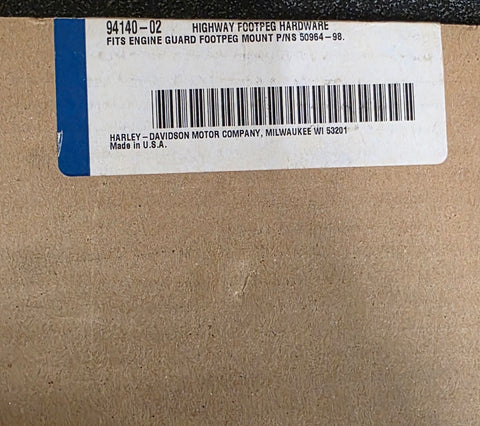 94140-02 HIGHWAY FOOTPEG HARDWARE
FITS ENGINE GUARD FOOTPEG MOUNT P/NS 50964-98.
HARLEY-DAVIDSON MOTOR COMPANY, MILWAUKEE WI 53201
Made in U.S.A.